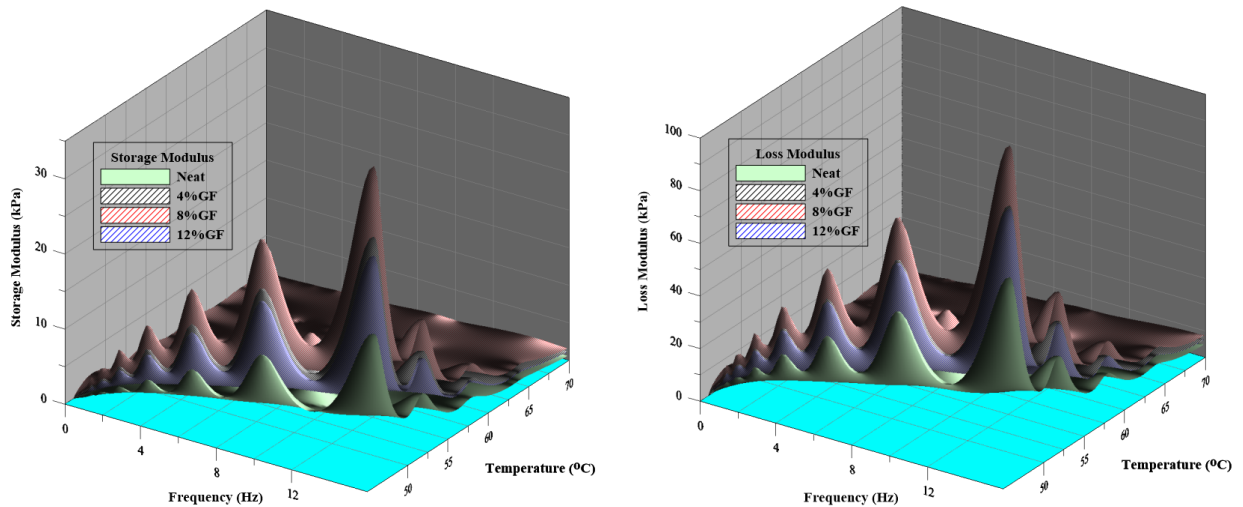 Storage Modulus (kPa)
30
20
10
0
Storage Modulus
Neat
4%GF
8%GF
12%GF
0
4
8
12
Frequency (Hz)
50
55
60
65
70
Temperature (ºC)
Loss Modulus (kPa)
100
80
60
40
20
0
Loss Modulus
Neat
4%GF
8%GF
12%GF
0
4
8
12
Frequency (Hz)
50
55
60
65
70
Temperature (ºC)